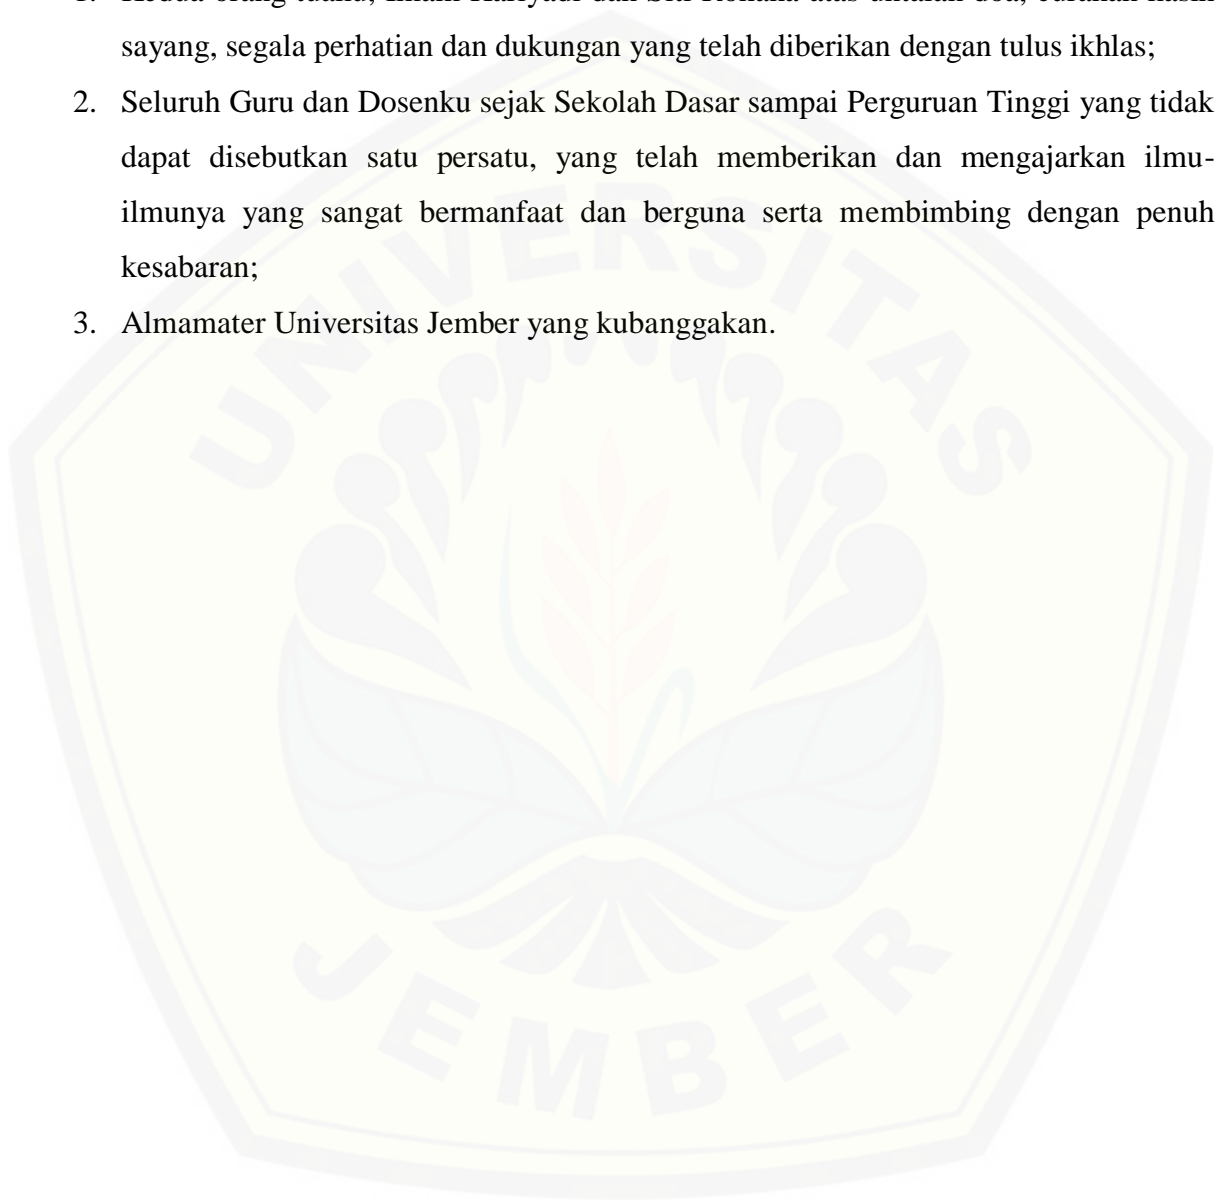 sayang, segala perhatian dan dukungan yang telah diberikan dengan tulus ikhlas;
2. Seluruh Guru dan Dosenku sejak Sekolah Dasar sampai Perguruan Tinggi yang tidak
dapat disebutkan satu persatu, yang telah memberikan dan mengajarkan ilmu-
ilmunya yang sangat bermanfaat dan berguna serta membimbing dengan penuh
kesabaran;
3. Almamater Universitas Jember yang kubanggakan.
UNIVERSITAS
JEMBER